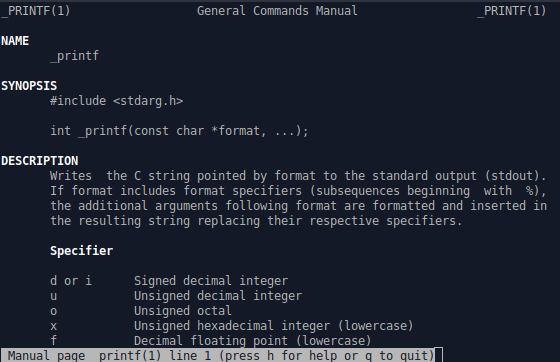 _PRINTF(1) General Commands Manual _PRINTF(1)
NAME
_printf
SYNOPSIS
#include <stdarg.h>
int _printf(const char *format, ...);
DESCRIPTION
Writes the C string pointed by format to the standard output (stdout).
If format includes format specifiers (subsequences beginning with %),
the additional arguments following format are formatted and inserted in
the resulting string replacing their respective specifiers.
Specifier
d or i Signed decimal integer
u Unsigned decimal integer
o Unsigned octal
x Unsigned hexadecimal integer (lowercase)
f Decimal floating point (lowercase)
Manual page _printf(1) line 1 (press h for help or q to quit)